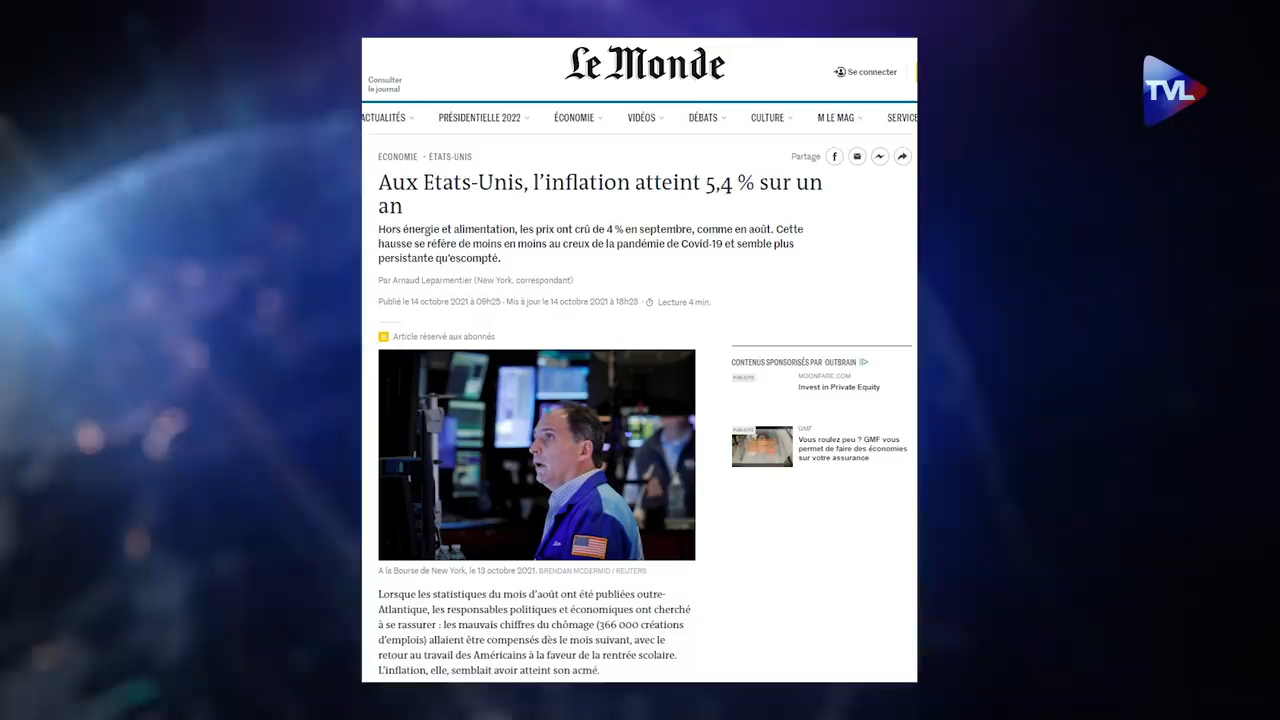 Le Monde
TVL
Consulter
le journal
Se connecter
ACTUALITÉS
PRÉSIDENTIELLE 2022
ÉCONOMIE
VIDÉOS
DÉBATS
CULTURE
M LE MAG
SERVICE
ÉCONOMIE · ÉTATS-UNIS
Partage
Aux Etats-Unis, l’inflation atteint 5,4 % sur un
an
Hors énergie et alimentation, les prix ont crû de 4 % en septembre, comme en août. Cette
hausse se réfère de moins en moins au creux de la pandémie de Covid-19 et semble plus
persistante qu’escompté.
Par Arnaud Leparmentier (New York, correspondant)
Publié le 14 octobre 2021 à 09h25 - Mis à jour le 14 octobre 2021 à 18h23 · Lecture 4 min.
Article réservé aux abonnés
A la Bourse de New York, le 13 octobre 2021. BRENDAN MCDERMID / REUTERS
Lorsque les statistiques du mois d’août ont été publiées outre-
Atlantique, les responsables politiques et économiques ont cherché
à se rassurer : les mauvais chiffres du chômage (366 000 créations
d’emplois) allaient être compensés dès le mois suivant, avec le
retour au travail des Américains à la faveur de la rentrée scolaire.
L’inflation, elle, semblait avoir atteint son acmé.
CONTENUS SPONSORISÉS PAR OUTBRAIN
PUBLICITÉ
MOONFARE.COM
Invest in Private Equity
PUBLICITÉ
GMF
Vous roulez peu ? GMF vous
permet de faire des économies
sur votre assurance